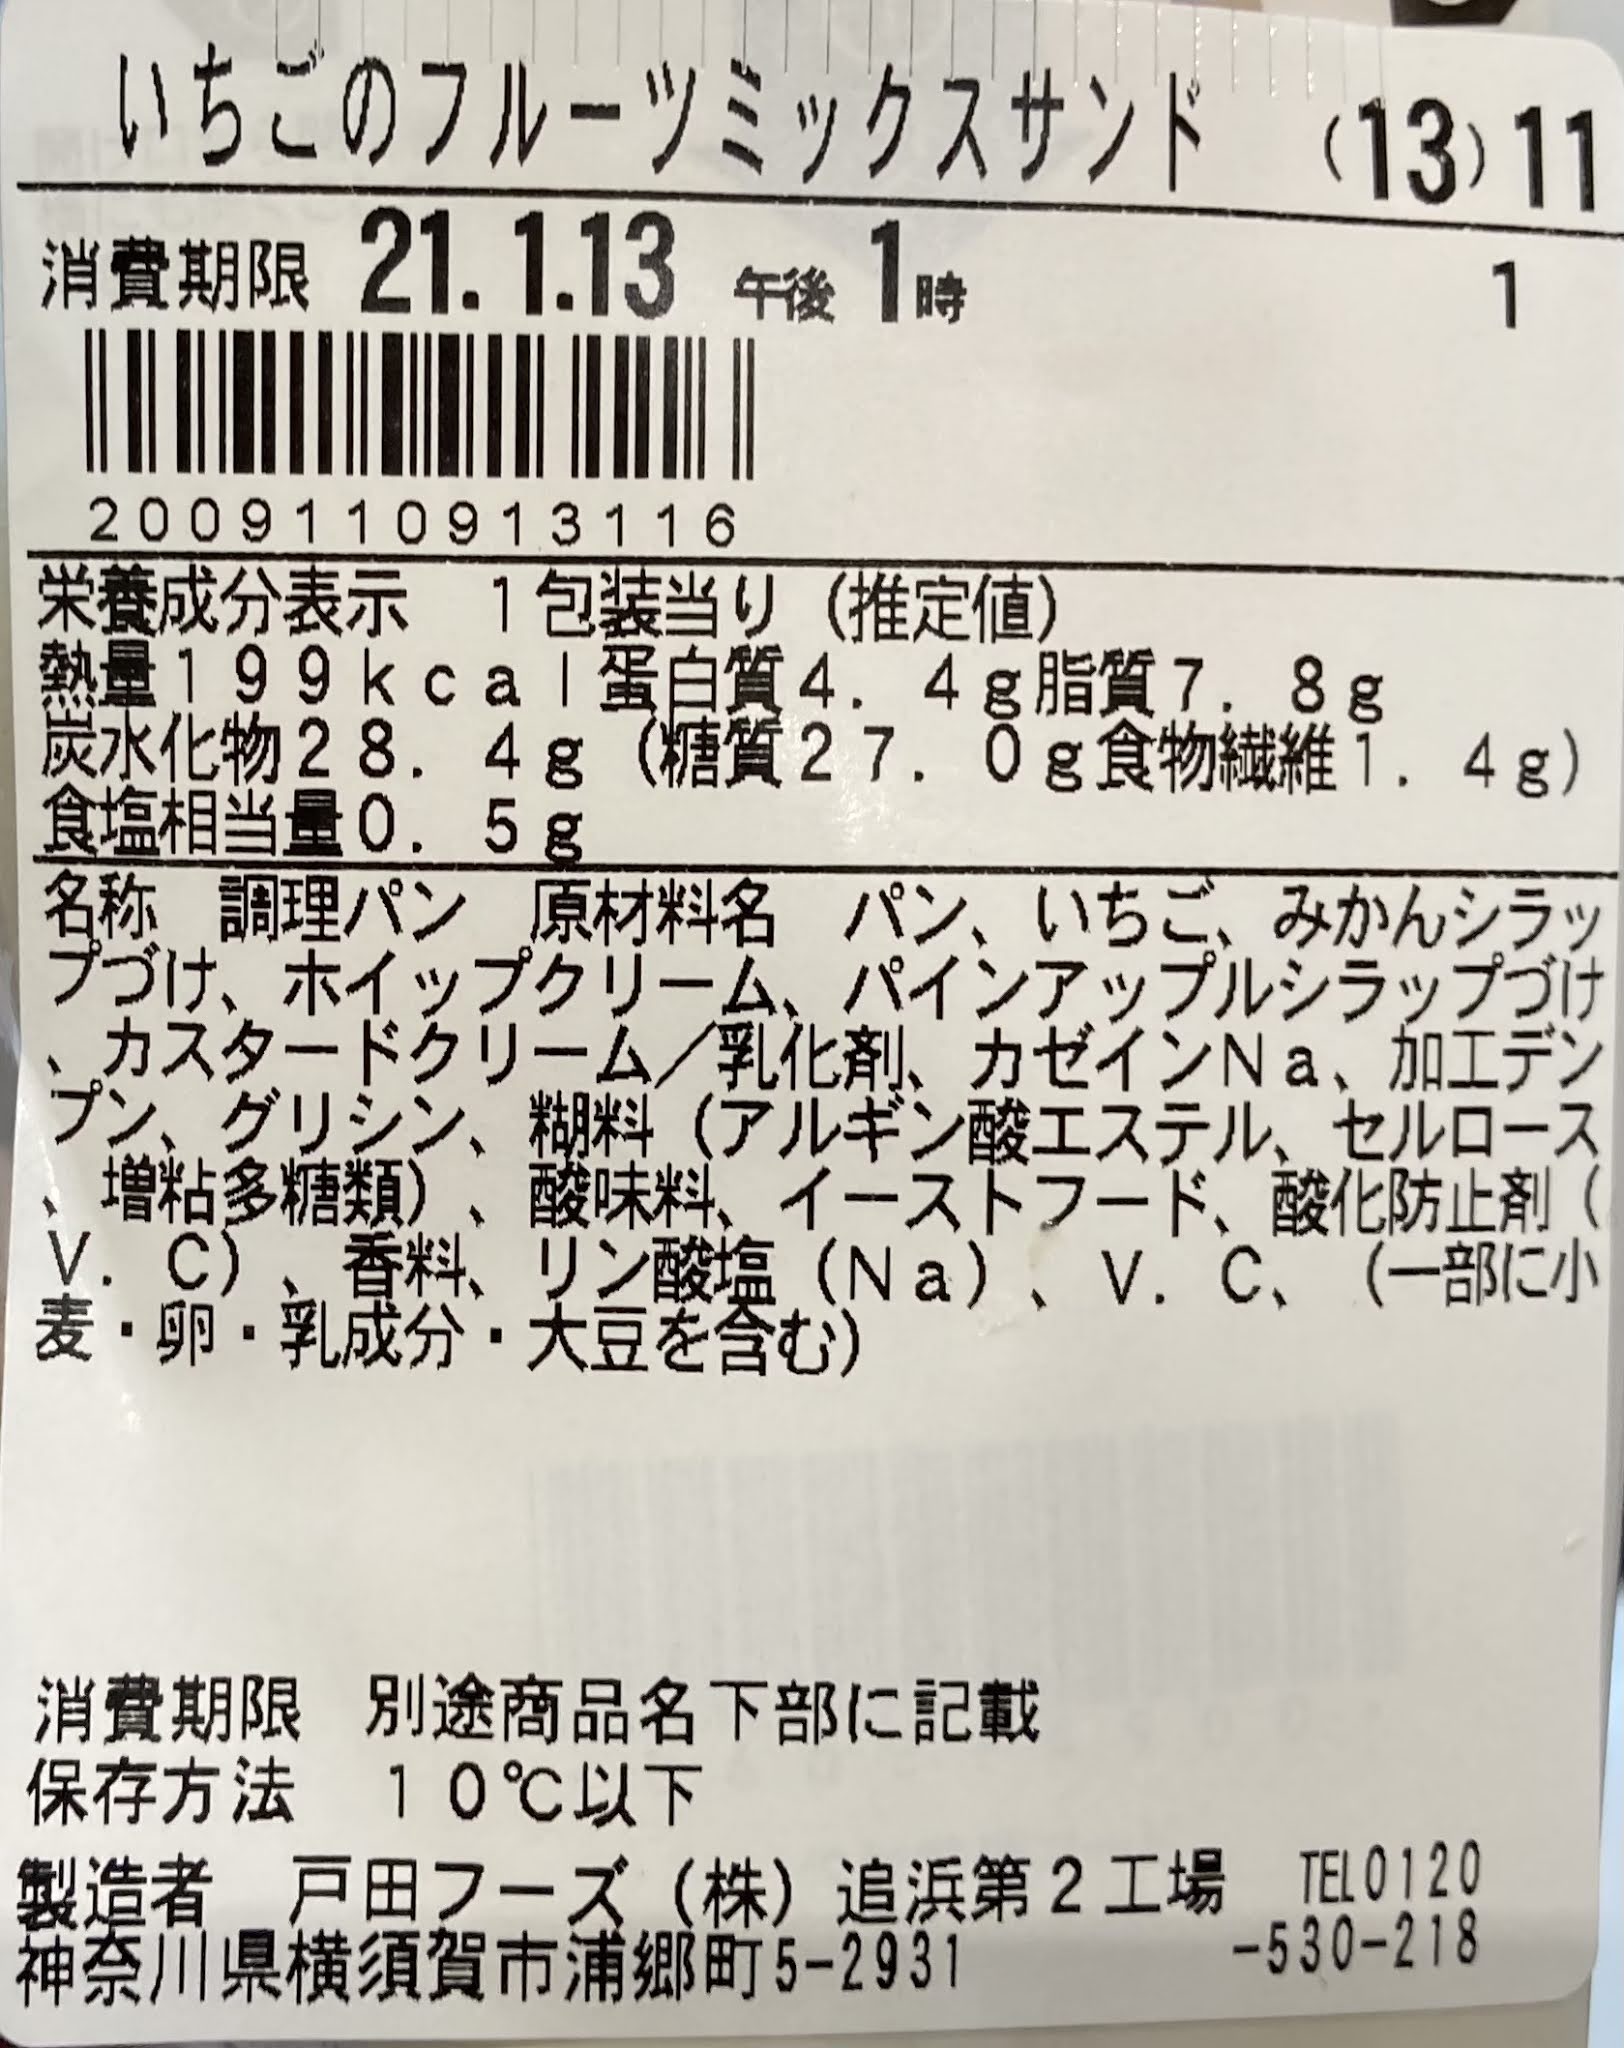 いちごのフルーツミックスサンド （13）11
消費期限 21.1.13 午後 1時 1
2009110913116
栄養成分表示　１包装当り（推定値）
熱量１９９ｋｃａｌ蛋白質４．４ｇ脂質７．８ｇ
炭水化物２８．４ｇ（糖質２７．０ｇ食物繊維１．４ｇ）
食塩相当量０．５ｇ
名称　調理パン　原材料名　パン、いちご、みかんシラッ
プづけ、ホイップクリーム、パインアップルシラップづけ
、カスタードクリーム／乳化剤、カゼインＮａ、加工デン
プン、グリシン、糊料（アルギン酸エステル、セルロース
、増粘多糖類）、酸味料、イーストフード、酸化防止剤（
Ｖ．Ｃ）、香料、リン酸塩（Ｎａ）、Ｖ．Ｃ、（一部に小
麦・卵・乳成分・大豆を含む）
消費期限　別途商品名下部に記載
保存方法　１０℃以下
製造者　戸田フーズ（株）追浜第２工場　TEL0120
神奈川県横須賀市浦郷町5-2931　-530-218